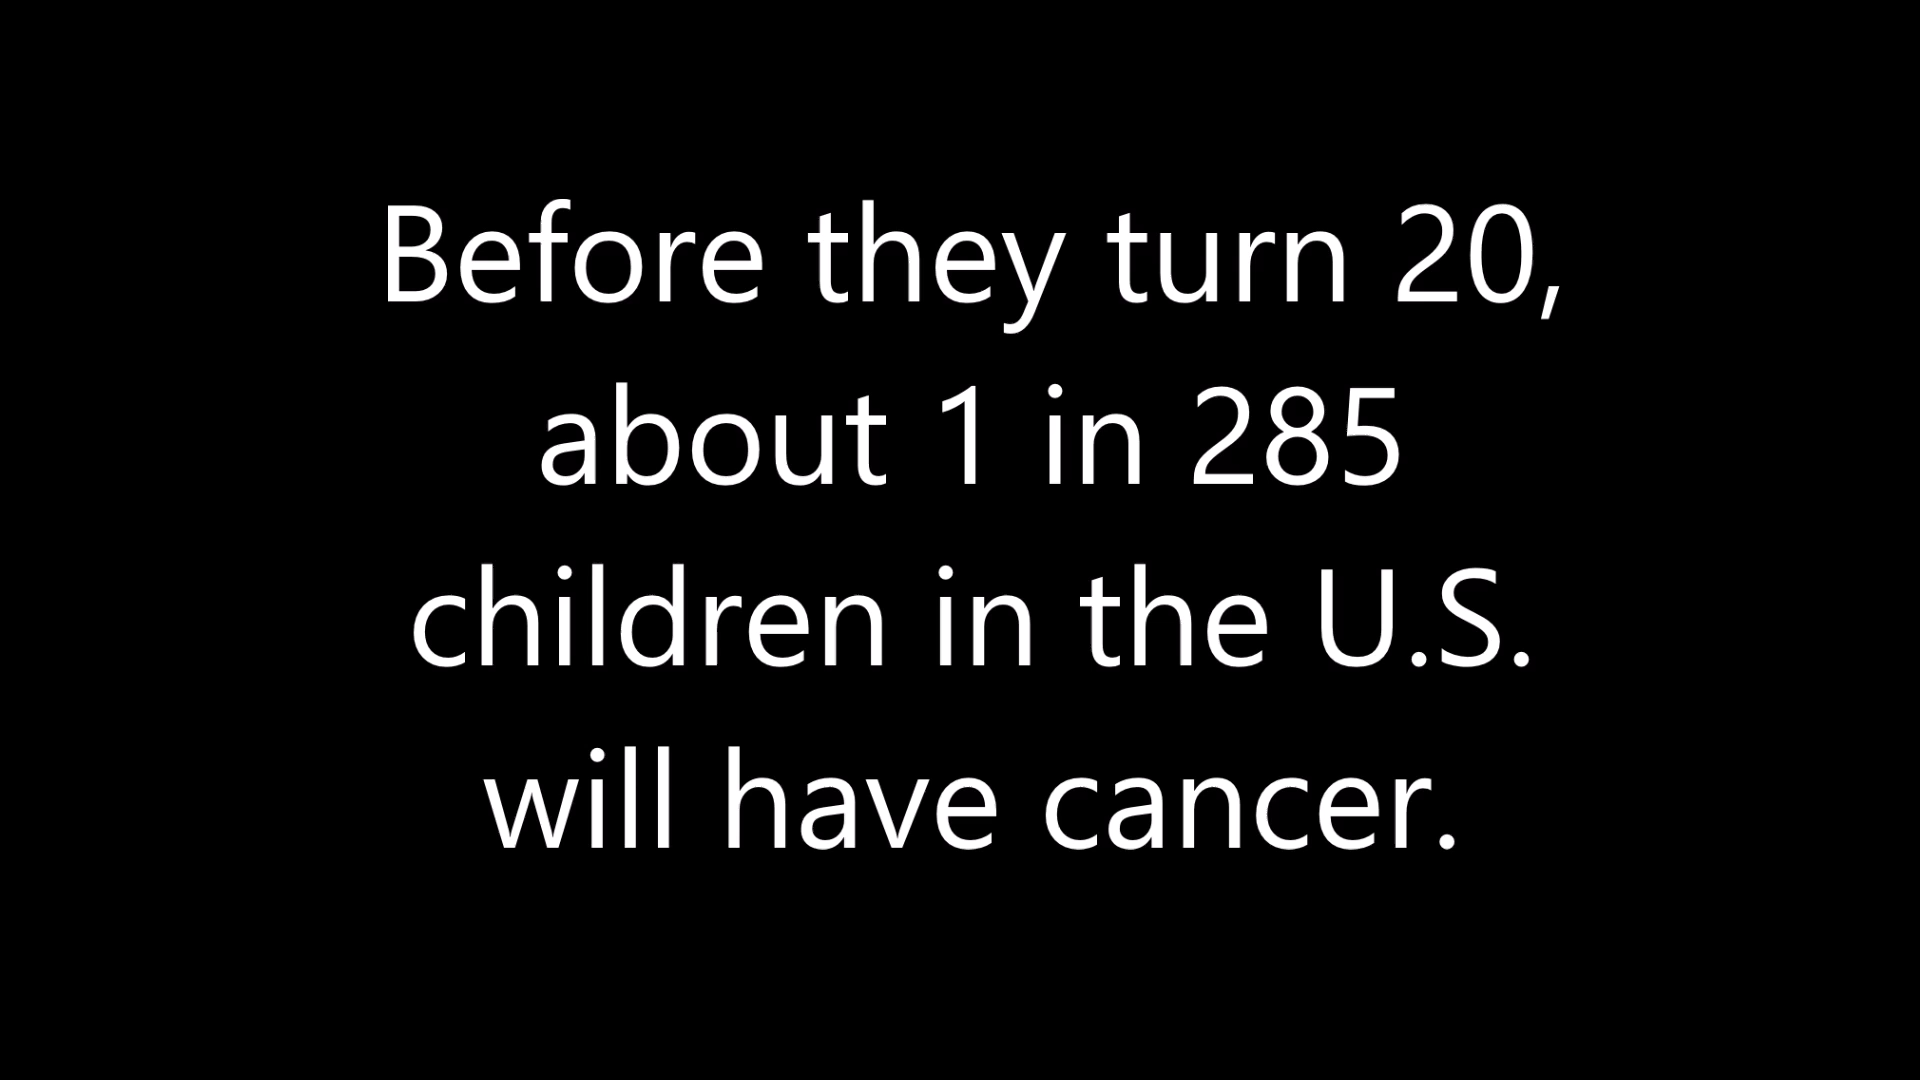 Before they turn 20,
about 1 in 285
children in the U.S.
will have cancer.